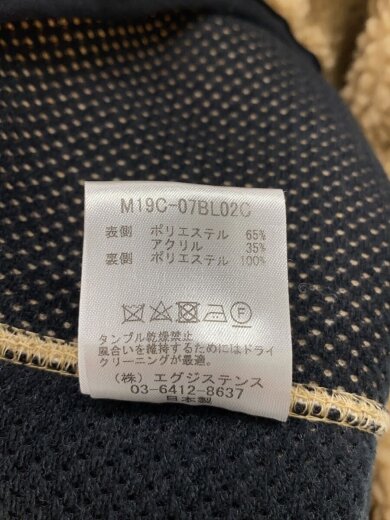 M19C-07BL02C
表側 ポリエステル 65%
アクリル 35%
裏側 ポリエステル 100%
F
タンブル乾燥禁止
風合いを維持するためにはドライ
クリーニングが最適。
(株) エグジステンス
03-6412-8637
日本製